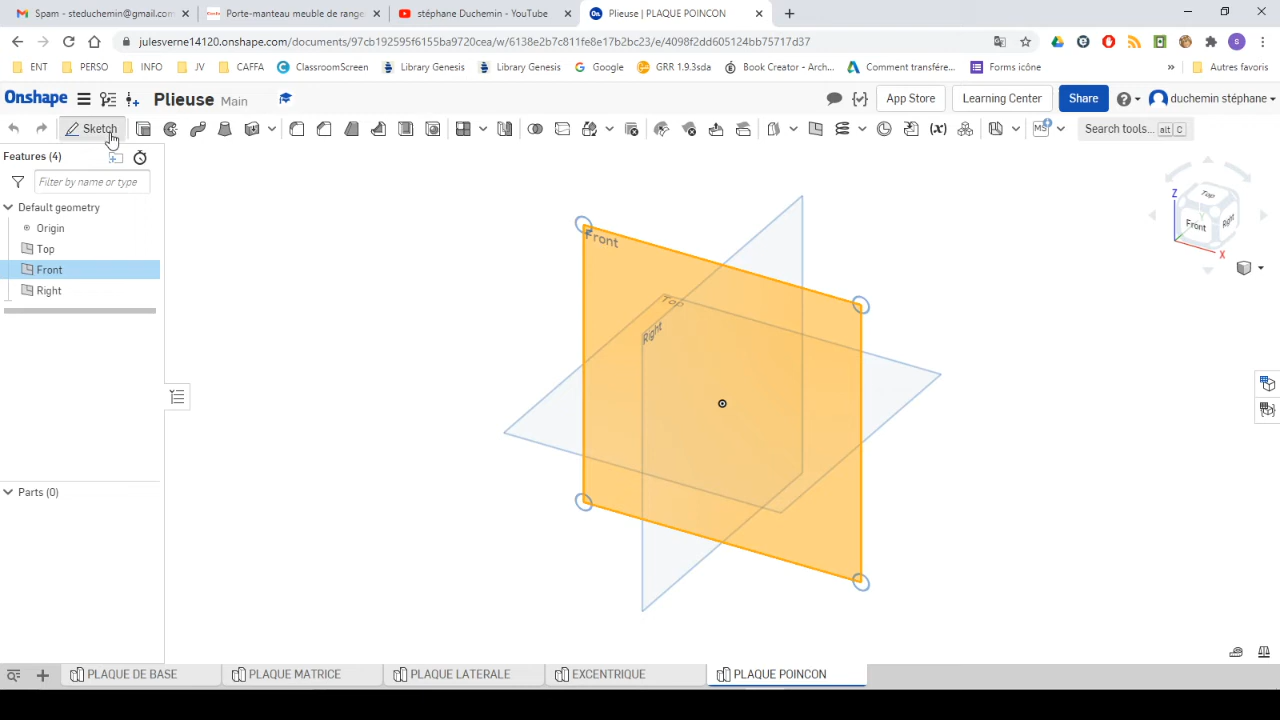 Spam - steduchemin@gmail.com
Porte-manteau meuble de range
stéphane Duchemin - YouTube
Plieuse | PLAQUE POINCON
julesverne14120.onshape.com/documents/97cb192595f6155ba9720cea/w/6138e2b7c811fe8e17b2bc23/e/4098f2dd605124bb75717d37
ENT
PERSO
INFO
JV
CAFFA
ClassroomScreen
Library Genesis
Library Genesis
Google
GRR 1.9.3sda
Book Creator - Arch...
Comment transfére...
Forms icône
»
Autres favoris
Onshape
Plieuse Main
App Store
Learning Center
Share
duchemin stéphane
Sketch
Search tools... alt C
Features (4)
Filter by name or type
Default geometry
Origin
Top
Front
Right
Parts (0)
Front
Top
Right
Z
Top
Front
Right
X
PLAQUE DE BASE
PLAQUE MATRICE
PLAQUE LATERALE
EXCENTRIQUE
PLAQUE POINCON